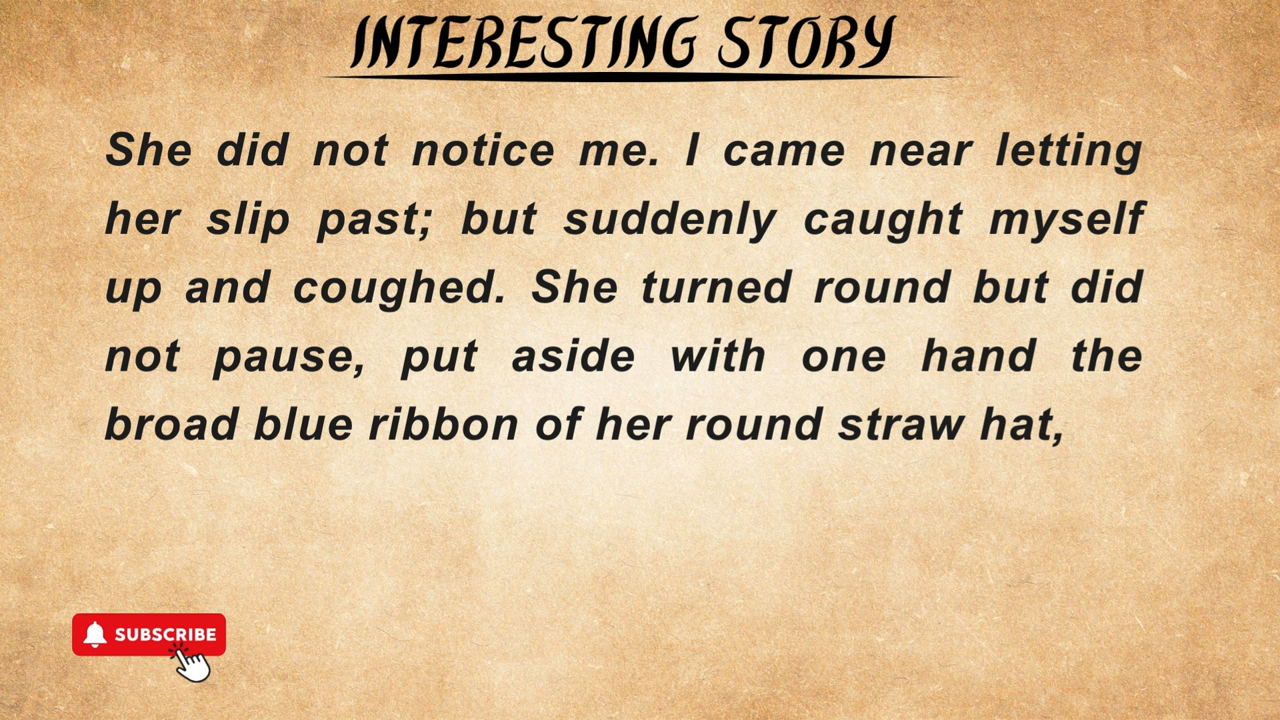 INTERESTING STORY
She did not notice me. I came near letting
her slip past; but suddenly caught myself
up and coughed. She turned round but did
not pause, put aside with one hand the
broad blue ribbon of her round straw hat,
SUBSCRIBE